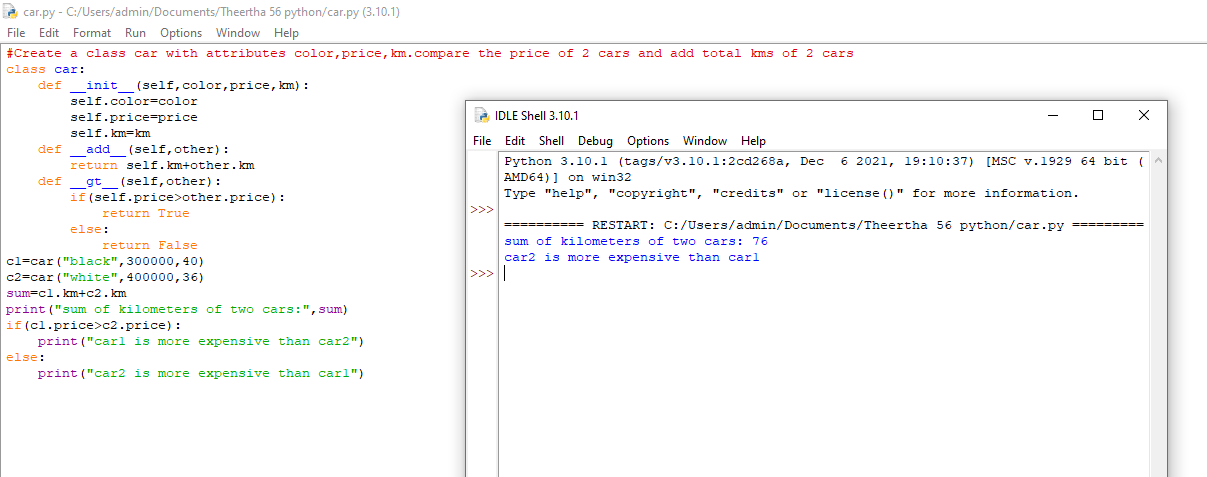 car.py - C:/Users/admin/Documents/Theertha 56 python/car.py (3.10.1)
File Edit Format Run Options Window Help
#Create a class car with attributes color,price,km.compare the price of 2 cars and add total kms of 2 cars
class car:
    def __init__(self,color,price,km):
        self.color=color
        self.price=price
        self.km=km
    def __add__(self,other):
        return self.km+other.km
    def __gt__(self,other):
        if(self.price>other.price):
            return True
        else:
            return False
c1=car("black",300000,40)
c2=car("white",400000,36)
sum=c1.km+c2.km
print("sum of kilometers of two cars:",sum)
if(c1.price>c2.price):
    print("car1 is more expensive than car2")
else:
    print("car2 is more expensive than car1")
IDLE Shell 3.10.1
File Edit Shell Debug Options Window Help
Python 3.10.1 (tags/v3.10.1:2cd268a, Dec  6 2021, 19:10:37) [MSC v.1929 64 bit (
AMD64)] on win32
Type "help", "copyright", "credits" or "license()" for more information.
>>>
========== RESTART: C:/Users/admin/Documents/Theertha 56 python/car.py =========
sum of kilometers of two cars: 76
car2 is more expensive than car1
>>>